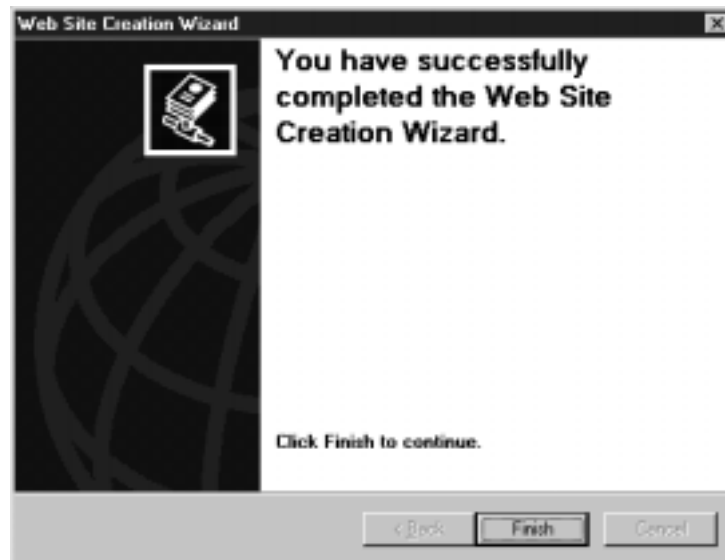 Web Site Creation Wizard
You have successfully
completed the Web Site
Creation Wizard.
Click Finish to continue.
< Back Finish Cancel